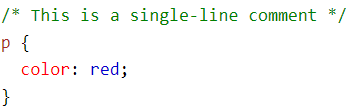 /* This is a single-line comment */
p {
  color: red;
}